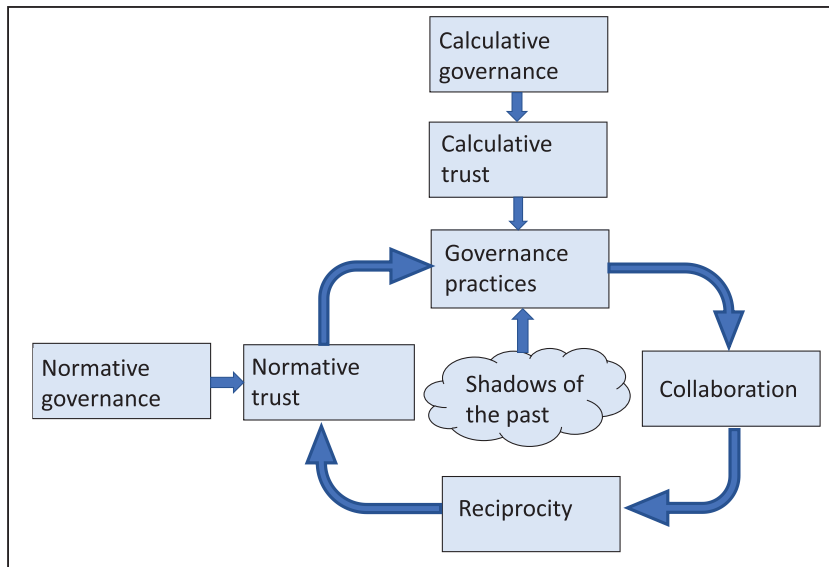 Calculative
governance
Calculative
trust
Governance
practices
Normative
governance
Normative
trust
Shadows of
the past
Collaboration
Reciprocity